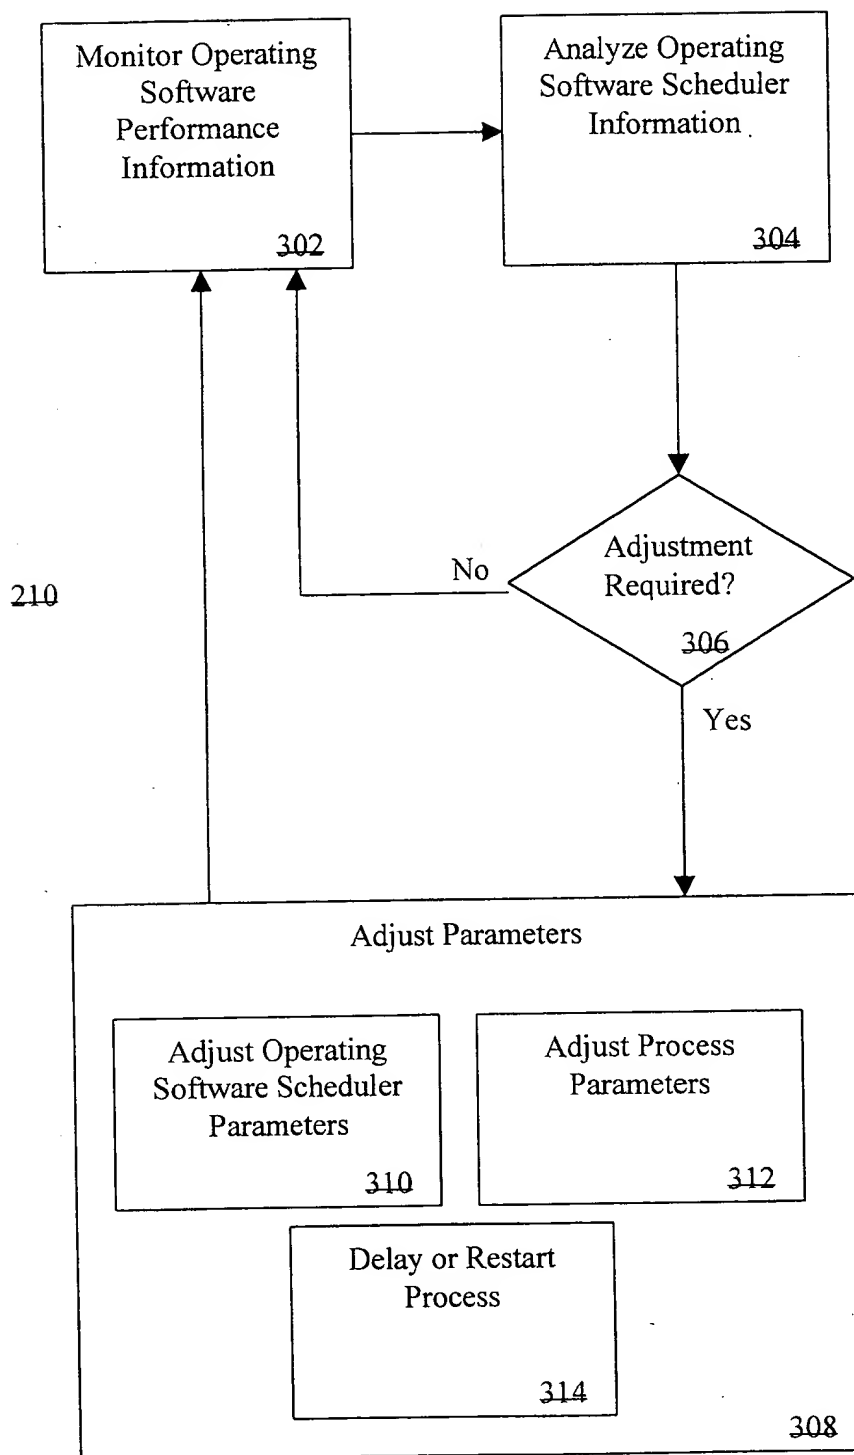 Monitor Operating
Software
Performance
Information
302
Analyze Operating
Software Scheduler
Information
304
Adjustment
Required?
306
No
Yes
210
Adjust Parameters
Adjust Operating
Software Scheduler
Parameters
310
Adjust Process
Parameters
312
Delay or Restart
Process
314
308